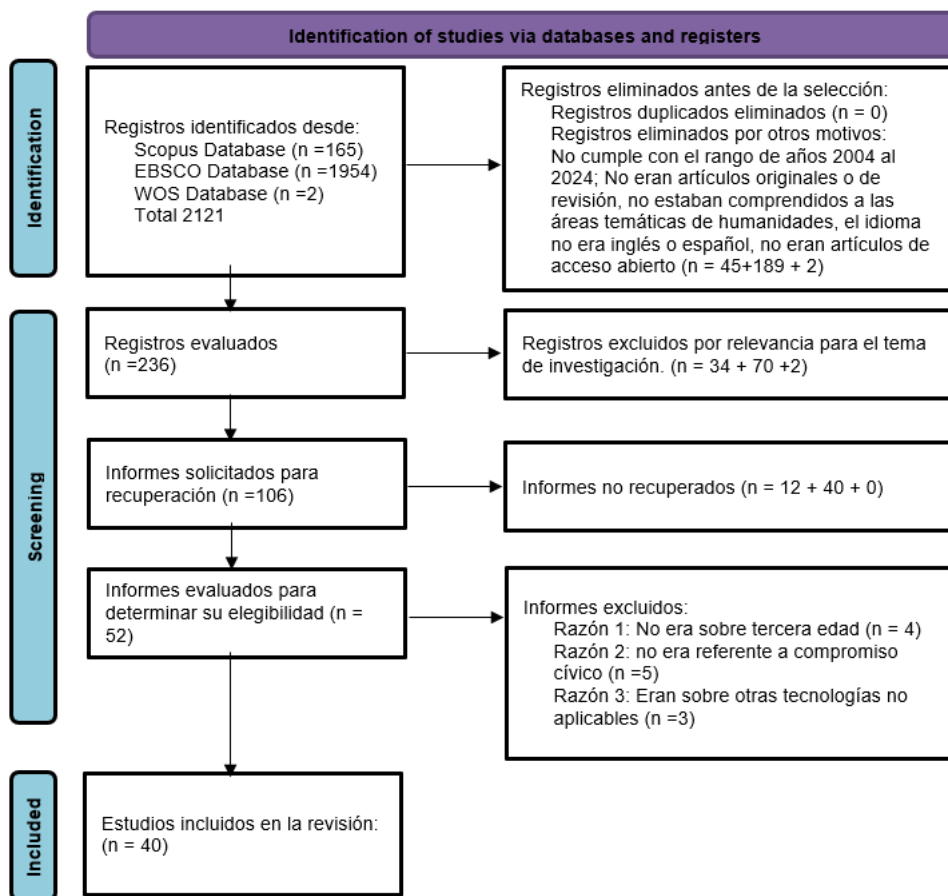 Identification of studies via databases and registers
Identification
Registros identificados desde:
Scopus Database (n =165)
EBSCO Database (n =1954)
WOS Database (n =2)
Total 2121
Registros eliminados antes de la selección:
Registros duplicados eliminados (n = 0)
Registros eliminados por otros motivos:
No cumple con el rango de años 2004 al
2024; No eran artículos originales o de
revisión, no estaban comprendidos a las
áreas temáticas de humanidades, el idioma
no era inglés o español, no eran artículos de
acceso abierto (n = 45+189 + 2)
Screening
Registros evaluados
(n =236)
Registros excluidos por relevancia para el tema
de investigación. (n = 34 + 70 +2)
Informes solicitados para
recuperación (n =106)
Informes no recuperados (n = 12 + 40 + 0)
Informes evaluados para
determinar su elegibilidad (n =
52)
Informes excluidos:
Razón 1: No era sobre tercera edad (n = 4)
Razón 2: no era referente a compromiso
cívico (n =5)
Razón 3: Eran sobre otras tecnologías no
aplicables (n =3)
Included
Estudios incluidos en la revisión:
(n = 40)